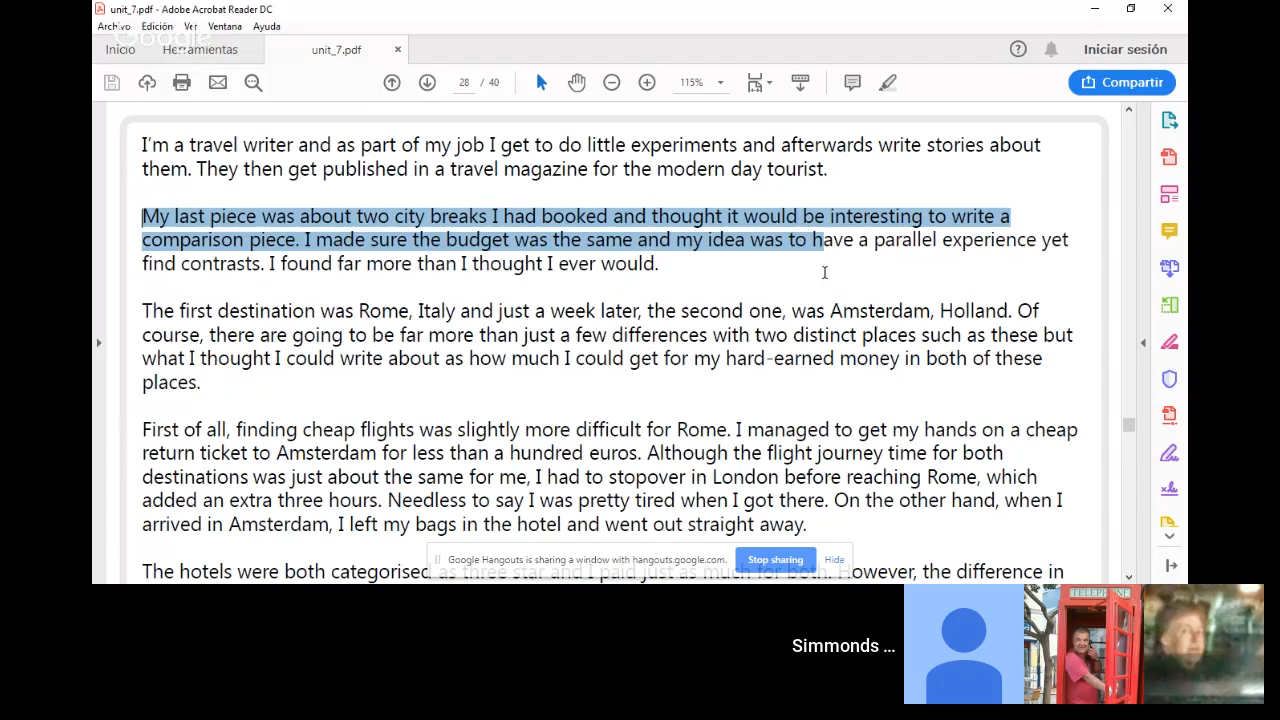 unit_7.pdf - Adobe Acrobat Reader DC
Archivo Edición Ver Ventana Ayuda
Google
Inicio Herramientas unit_7.pdf × Iniciar sesión
28 / 40 115% Compartir
I'm a travel writer and as part of my job I get to do little experiments and afterwards write stories about
them. They then get published in a travel magazine for the modern day tourist.
My last piece was about two city breaks I had booked and thought it would be interesting to write a
comparison piece. I made sure the budget was the same and my idea was to have a parallel experience yet
find contrasts. I found far more than I thought I ever would.
The first destination was Rome, Italy and just a week later, the second one, was Amsterdam, Holland. Of
course, there are going to be far more than just a few differences with two distinct places such as these but
what I thought I could write about as how much I could get for my hard-earned money in both of these
places.
First of all, finding cheap flights was slightly more difficult for Rome. I managed to get my hands on a cheap
return ticket to Amsterdam for less than a hundred euros. Although the flight journey time for both
destinations was just about the same for me, I had to stopover in London before reaching Rome, which
added an extra three hours. Needless to say I was pretty tired when I got there. On the other hand, when I
arrived in Amsterdam, I left my bags in the hotel and went out straight away.
Google Hangouts is sharing a window with hangouts.google.com. Stop sharing Hide
The hotels were both categorised as three star and I paid just as much for both. However, the difference in
TELEPHONE
Simmonds ...